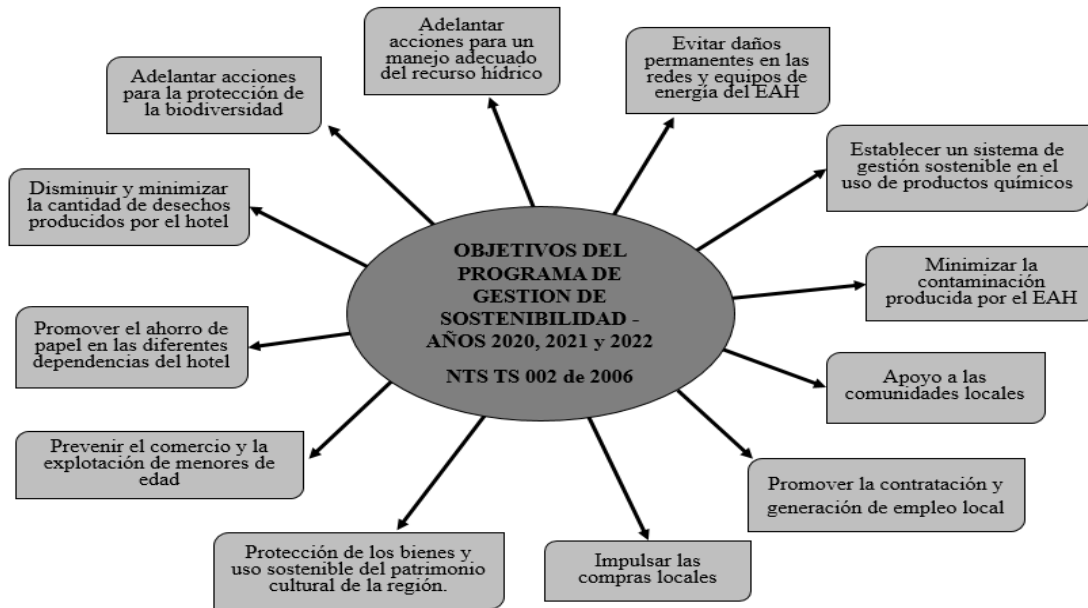 Adelantar
acciones para un
manejo adecuado
del recurso hídrico
Evitar daños
permanentes en las
redes y equipos de
energía del EAH
Adelantar acciones
para la protección de
la biodiversidad
Establecer un sistema de
gestión sostenible en el
uso de productos químicos
Disminuir y minimizar
la cantidad de desechos
producidos por el hotel
OBJETIVOS DEL
PROGRAMA DE
GESTION DE
SOSTENIBILIDAD -
AÑOS 2020, 2021 y 2022
NTS TS 002 de 2006
Minimizar la
contaminación
producida por el EAH
Promover el ahorro de
papel en las diferentes
dependencias del hotel
Apoyo a las
comunidades locales
Prevenir el comercio y la
explotación de menores de
edad
Promover la contratación y
generación de empleo local
Protección de los bienes y
uso sostenible del patrimonio
cultural de la región.
Impulsar las
compras locales